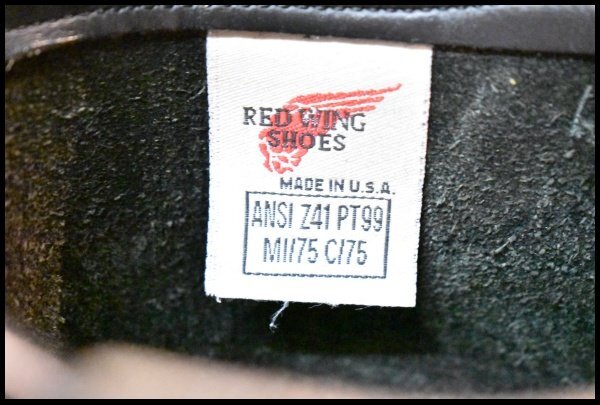 RED WING
SHOES
MADE IN U.S.A.
ANSI Z41 PT99
MI/75 C/75